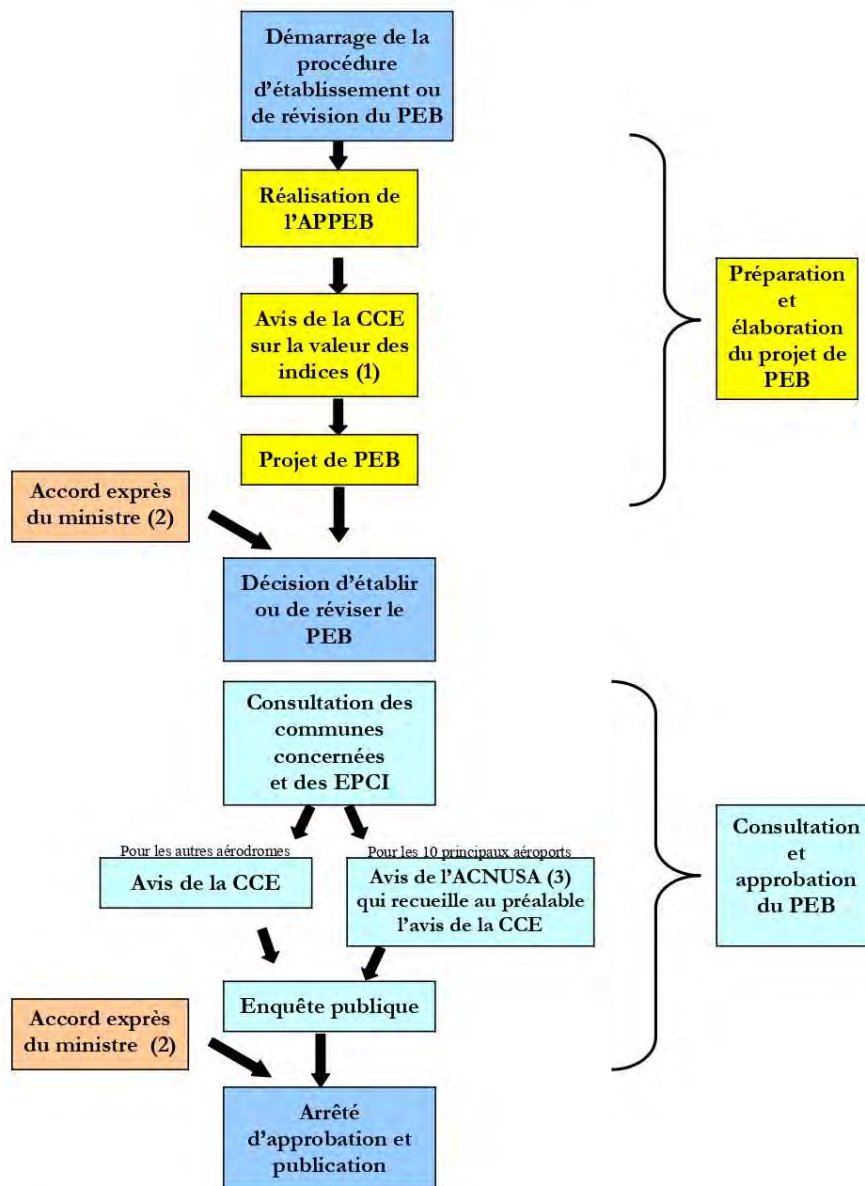 Démarrage de la
procédure
d'établissement ou
de révision du PEB
Réalisation de
l'APPEB
Avis de la CCE
sur la valeur des
indices (1)
Projet de PEB
Préparation
et
élaboration
du projet de
PEB
Accord exprès
du ministre (2)
Décision d'établir
ou de réviser le
PEB
Consultation des
communes
concernées
et des EPCI
Pour les autres aérodromes
Avis de la CCE
Pour les 10 principaux aéroports
Avis de l'ACNUSA (3)
qui recueille au préalable
l'avis de la CCE
Consultation
et
approbation
du PEB
Enquête publique
Accord exprès
du ministre (2)
Arrêté
d'approbation et
publication